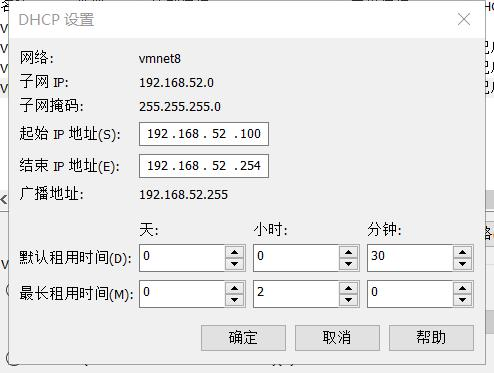 DHCP 设置
网络: vmnet8
子网 IP: 192.168.52.0
子网掩码: 255.255.255.0
起始 IP 地址(S): 192 . 168 . 52 . 100
结束 IP 地址(E): 192 . 168 . 52 . 254
广播地址: 192.168.52.255
天: 小时: 分钟:
默认租用时间(D): 0 0 30
最长租用时间(M): 0 2 0
确定 取消 帮助